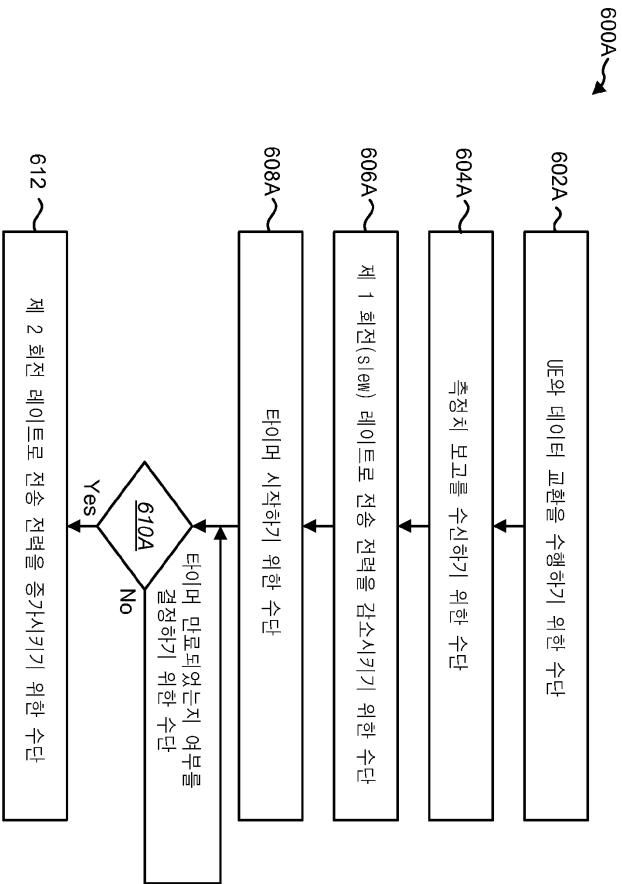 600A
602A
UE와 데이터 교환을 수행하기 위한 수단
604A
측정치 보고를 수신하기 위한 수단
606A
제 1 회전(slew) 레이트로 전송 전력을 감소시키기 위한 수단
608A
타이머 시작하기 위한 수단
610A
타이머 만료되었는지 여부를
결정하기 위한 수단
No
Yes
612
제 2 회전 레이트로 전송 전력을 증가시키기 위한 수단